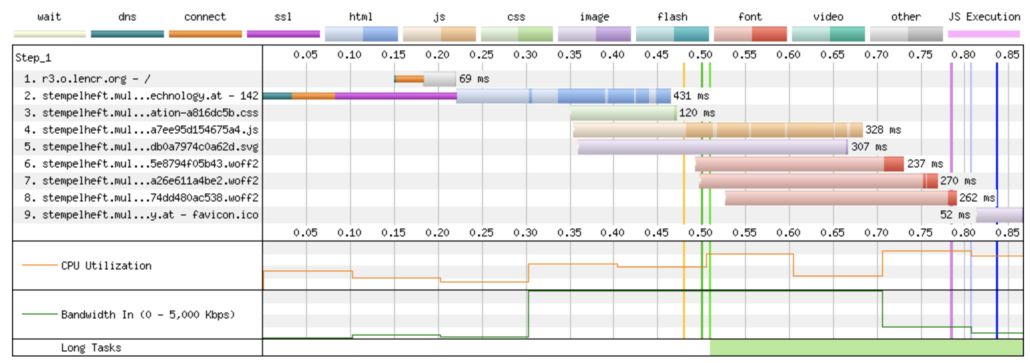 wait dns connect ssl html js css image flash font video other JS Execution
Step_1 0.05 0.10 0.15 0.20 0.25 0.30 0.35 0.40 0.45 0.50 0.55 0.60 0.65 0.70 0.75 0.80 0.85
1. r3.o.lencr.org - / 69 ms
2. stempelheft.mul...echnology.at - 142 431 ms
3. stempelheft.mul...ation-a816dc5b.css 120 ms
4. stempelheft.mul...a7ee95d154675a4.js 328 ms
5. stempelheft.mul...db0a7974c0a62d.svg 307 ms
6. stempelheft.mul...5e8794f05b43.woff2 237 ms
7. stempelheft.mul...a26e611a4be2.woff2 270 ms
8. stempelheft.mul...74dd480ac538.woff2 262 ms
9. stempelheft.mul...y.at - favicon.ico 52 ms
0.05 0.10 0.15 0.20 0.25 0.30 0.35 0.40 0.45 0.50 0.55 0.60 0.65 0.70 0.75 0.80 0.85
CPU Utilization
Bandwidth In (0 - 5,000 Kbps)
Long Tasks